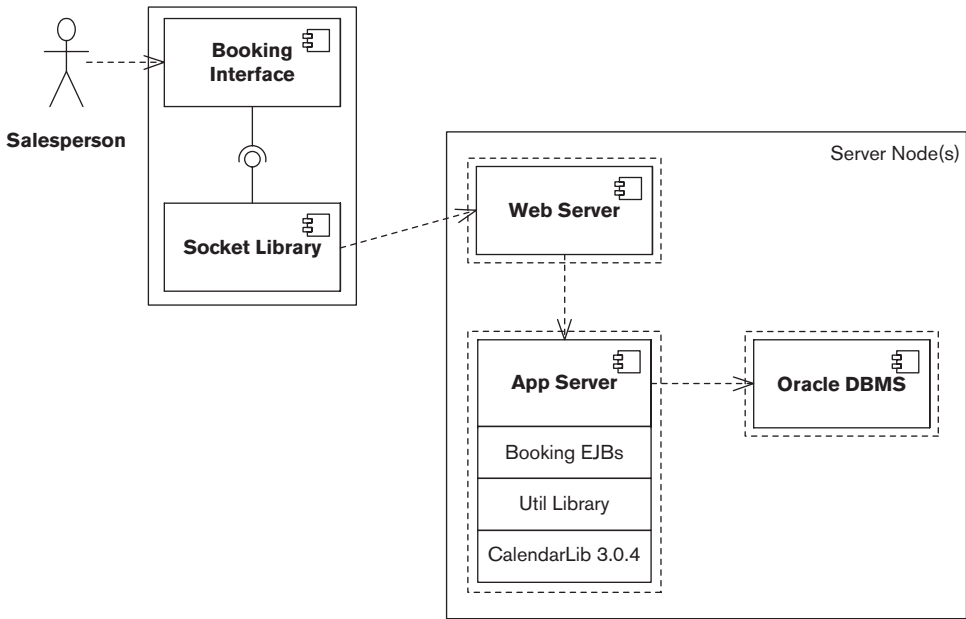 Booking
Interface
Salesperson
Socket Library
Server Node(s)
Web Server
App Server
Oracle DBMS
Booking EJBs
Util Library
CalendarLib 3.0.4